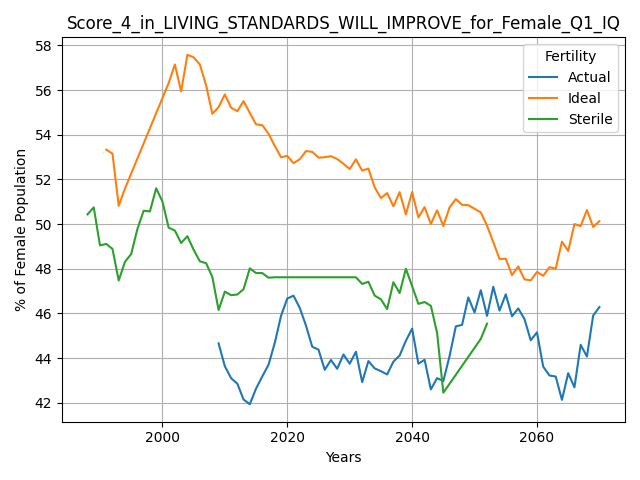 Score_4_in_LIVING_STANDARDS_WILL_IMPROVE_for_Female_Q1_IQ
Fertility
Actual
Ideal
Sterile
% of Female Population
58
56
54
52
50
48
46
44
42
2000
2020
2040
2060
Years